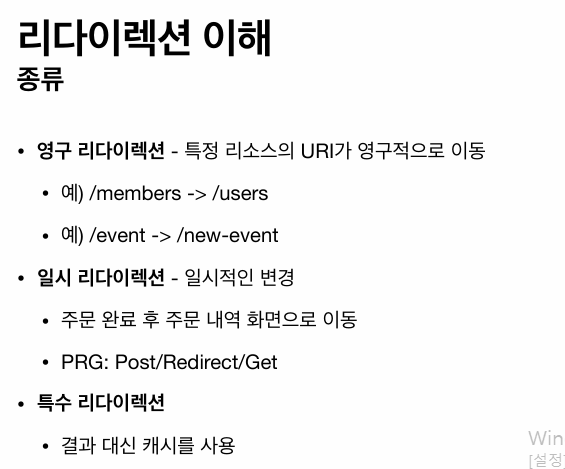 리다이렉션 이해
종류
• 영구 리다이렉션 - 특정 리소스의 URI가 영구적으로 이동
• 예) /members -> /users
• 예) /event -> /new-event
• 일시 리다이렉션 - 일시적인 변경
• 주문 완료 후 주문 내역 화면으로 이동
• PRG: Post/Redirect/Get
• 특수 리다이렉션
• 결과 대신 캐시를 사용
Win
[설정]